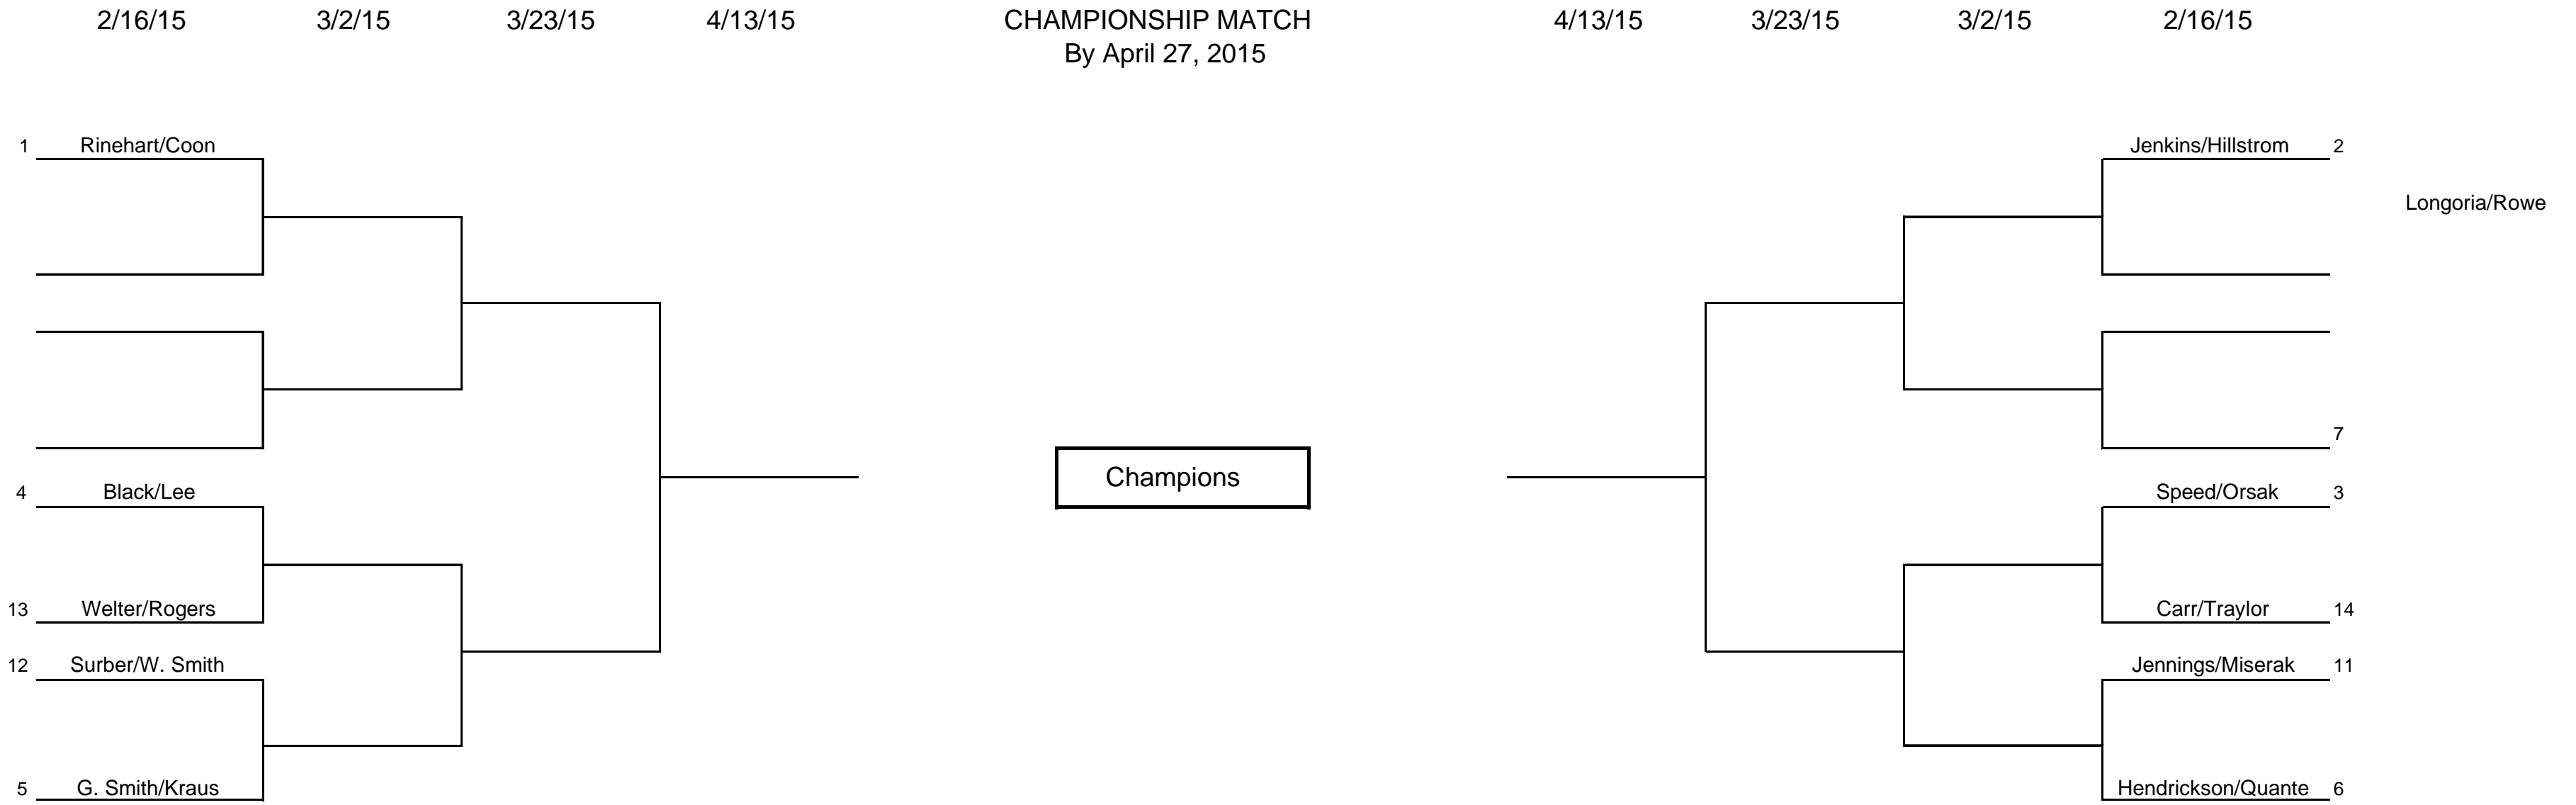 2/16/15 3/2/15 3/23/15 4/13/15 CHAMPIONSHIP MATCH 4/13/15 3/23/15 3/2/15 2/16/15
By April 27, 2015
1 Rinehart/Coon Jenkins/Hillstrom 2
Longoria/Rowe
7
Champions
4 Black/Lee Speed/Orsak 3
13 Welter/Rogers Carr/Traylor 14
12 Surber/W. Smith Jennings/Miserak 11
5 G. Smith/Kraus Hendrickson/Quante 6